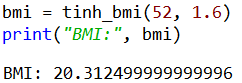 bmi = tinh_bmi(52, 1.6)
print("BMI:", bmi)
BMI: 20.312499999999996